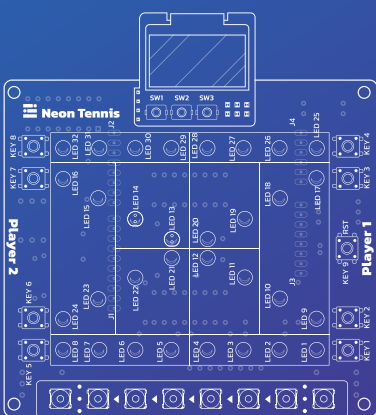 SW1 SW2 SW3
Neon Tennis
J2
J4
LED 25
KEY 8
LED 32
LED 31
LED 30
LED 29
LED 28
LED 27
LED 26
KEY 4
KEY 7
LED 16
LED 15
LED 14
LED 13
LED 20
LED 19
LED 18
LED 17
KEY 3
Player 2
Player 1
RST
KEY 9
KEY 6
LED 24
LED 23
LED 22
LED 21
LED 12
LED 11
LED 10
LED 9
KEY 2
J1
J3
KEY 5
LED 8
LED 7
LED 6
LED 5
LED 4
LED 3
LED 2
LED 1
KEY 1